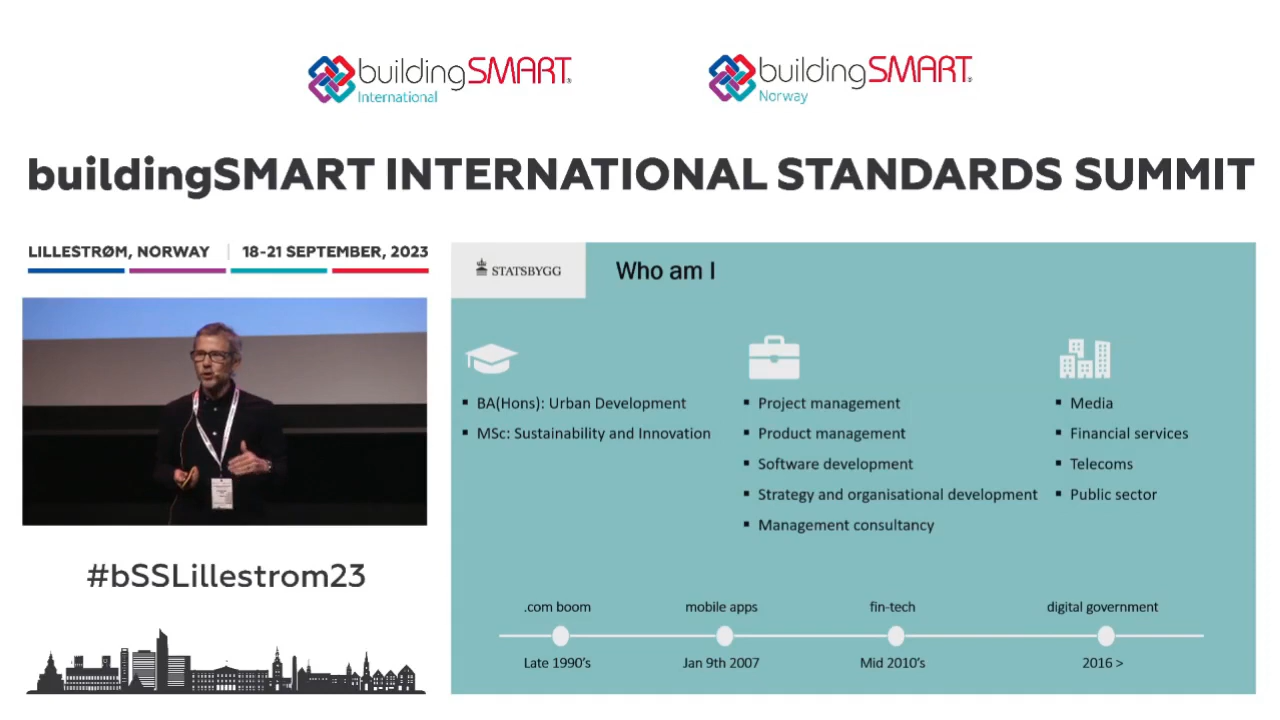 buildingSMART®
International
buildingSMART®
Norway
buildingSMART INTERNATIONAL STANDARDS SUMMIT
LILLESTRØM, NORWAY | 18-21 SEPTEMBER, 2023
STATSBYGG
Who am I
▪ BA(Hons): Urban Development
▪ MSc: Sustainability and Innovation
▪ Project management
▪ Product management
▪ Software development
▪ Strategy and organisational development
▪ Management consultancy
▪ Media
▪ Financial services
▪ Telecoms
▪ Public sector
.com boom mobile apps fin-tech digital government
Late 1990's Jan 9th 2007 Mid 2010's 2016 >
#bSSLillestrom23